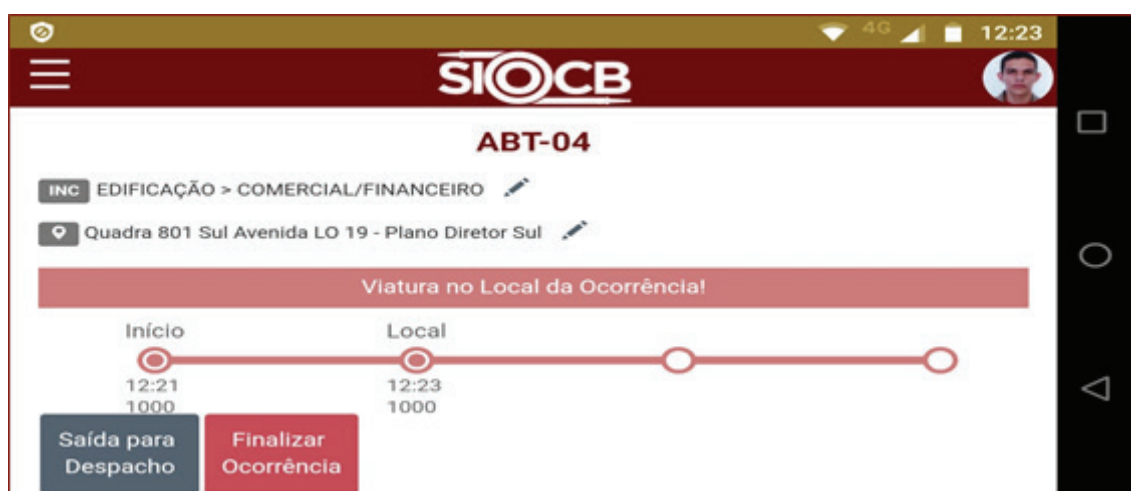 4G 12:23
SIOCB
ABT-04
INC EDIFICAÇÃO > COMERCIAL/FINANCEIRO
Quadra 801 Sul Avenida LO 19 - Plano Diretor Sul
Viatura no Local da Ocorrência!
Início Local
12:21 12:23
1000 1000
Saída para Finalizar
Despacho Ocorrência